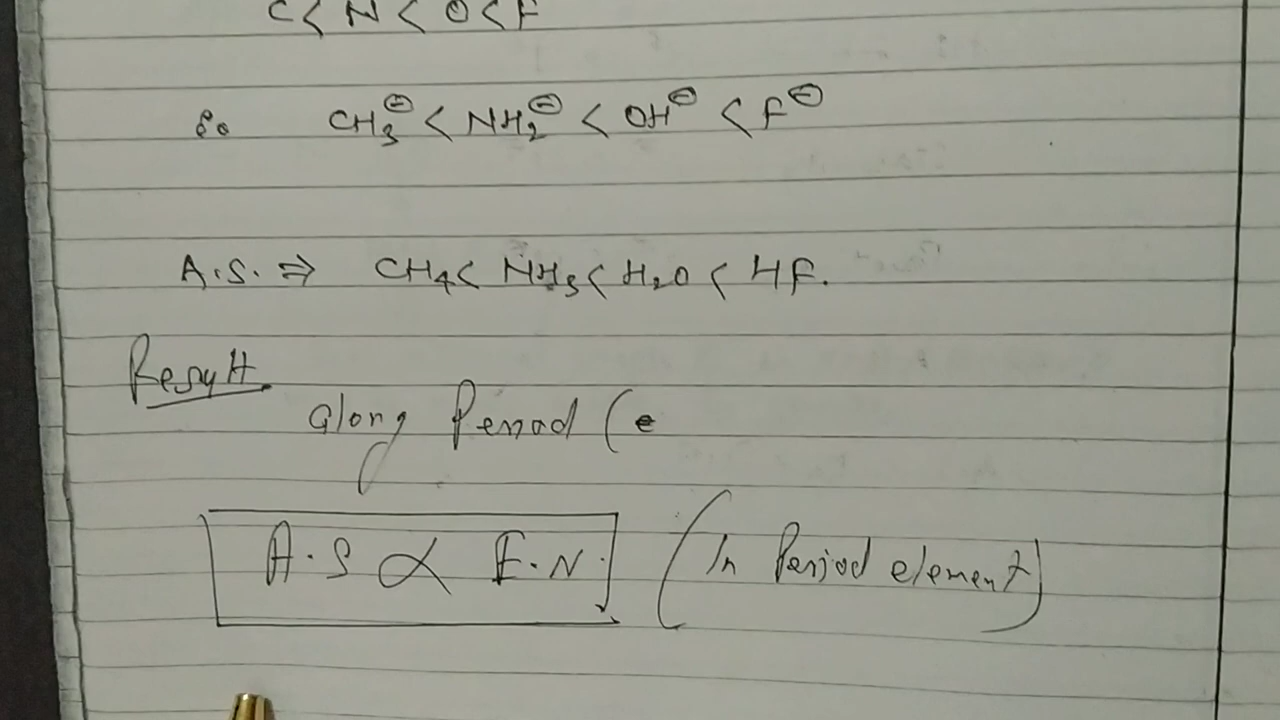 C < N < O < F
So CH₃⊖ < NH₂⊖ < OH⊖ < F⊖
A.S. ⇒ CH₄ < NH₃ < H₂O < HF.
Result
along Period (e
A.S ∝ E.N. (In Period element)